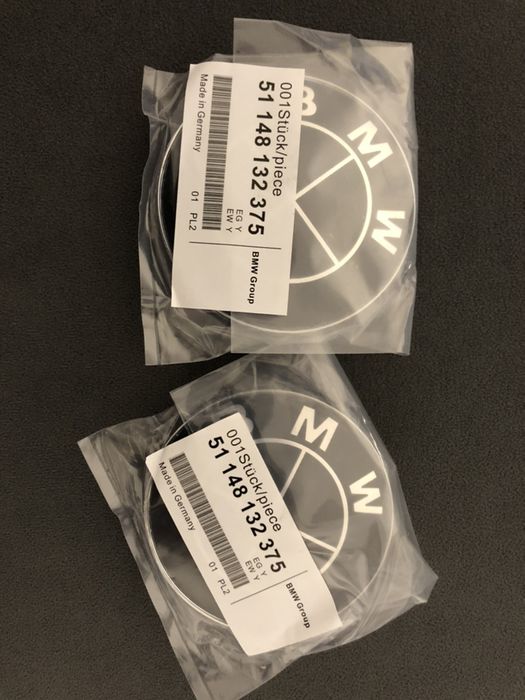 B M W
001Stück/piece
51 148 132 375
EG Y
EW Y
Made in Germany
01 PL2
BMW Group
M W
001Stück/piece
51 148 132 375
EG Y
EW Y
Made in Germany
01 PL2
BMW Group